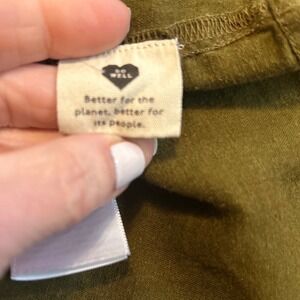 DO
WELL
Better for the
planet, better for
its people.